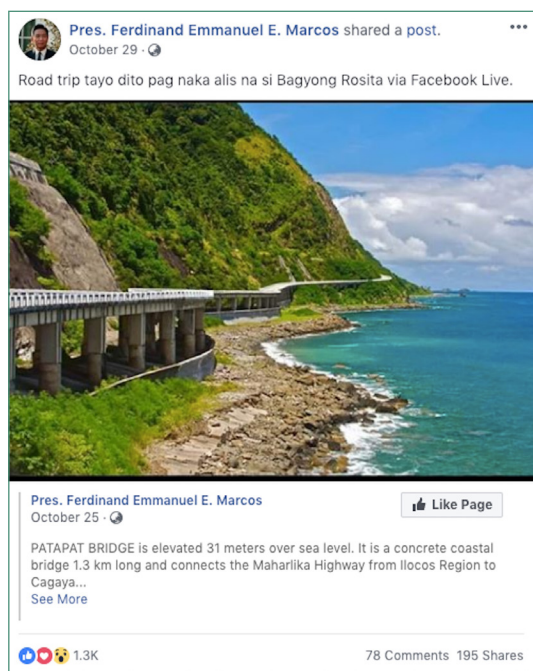 Pres. Ferdinand Emmanuel E. Marcos shared a post.
October 29 ·
Road trip tayo dito pag naka alis na si Bagyong Rosita via Facebook Live.
Pres. Ferdinand Emmanuel E. Marcos
October 25 ·
Like Page
PATAPAT BRIDGE is elevated 31 meters over sea level. It is a concrete coastal
bridge 1.3 km long and connects the Maharlika Highway from Ilocos Region to
Cagaya...
See More
1.3K
78 Comments 195 Shares